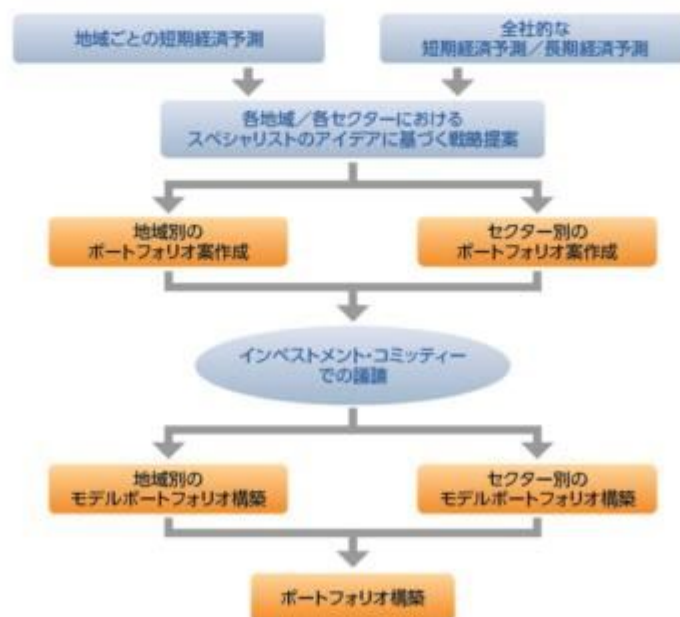 地域ごとの短期経済予測
全社的な
短期経済予測／長期経済予測
各地域／各セクターにおける
スペシャリストのアイデアに基づく戦略提案
地域別の
ポートフォリオ案作成
セクター別の
ポートフォリオ案作成
インベストメント・コミッティー
での議論
地域別の
モデルポートフォリオ構築
セクター別の
モデルポートフォリオ構築
ポートフォリオ構築